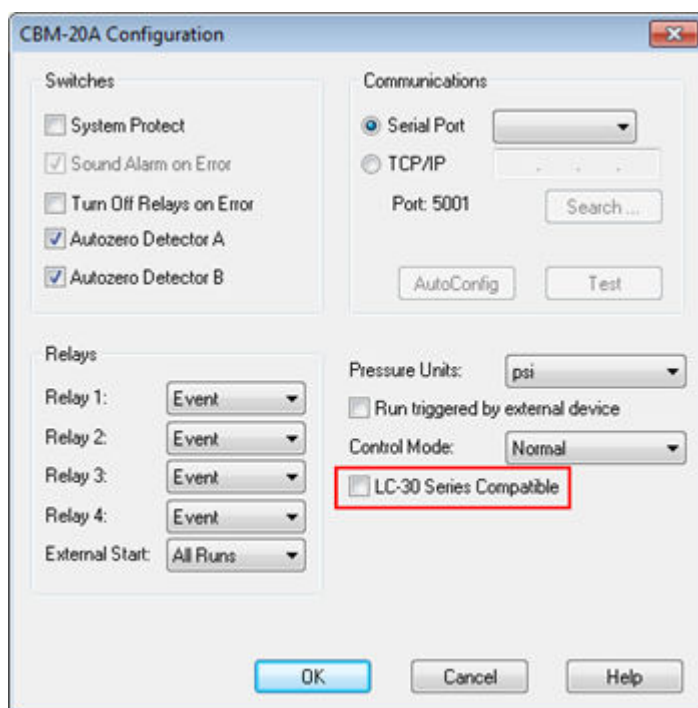 CBM-20A Configuration
Switches
System Protect
Sound Alarm on Error
Turn Off Relays on Error
Autozero Detector A
Autozero Detector B
Communications
Serial Port
TCP/IP . . .
Port: 5001 Search ...
AutoConfig Test
Relays
Relay 1: Event
Relay 2: Event
Relay 3: Event
Relay 4: Event
External Start: All Runs
Pressure Units: psi
Run triggered by external device
Control Mode: Normal
LC-30 Series Compatible
OK Cancel Help